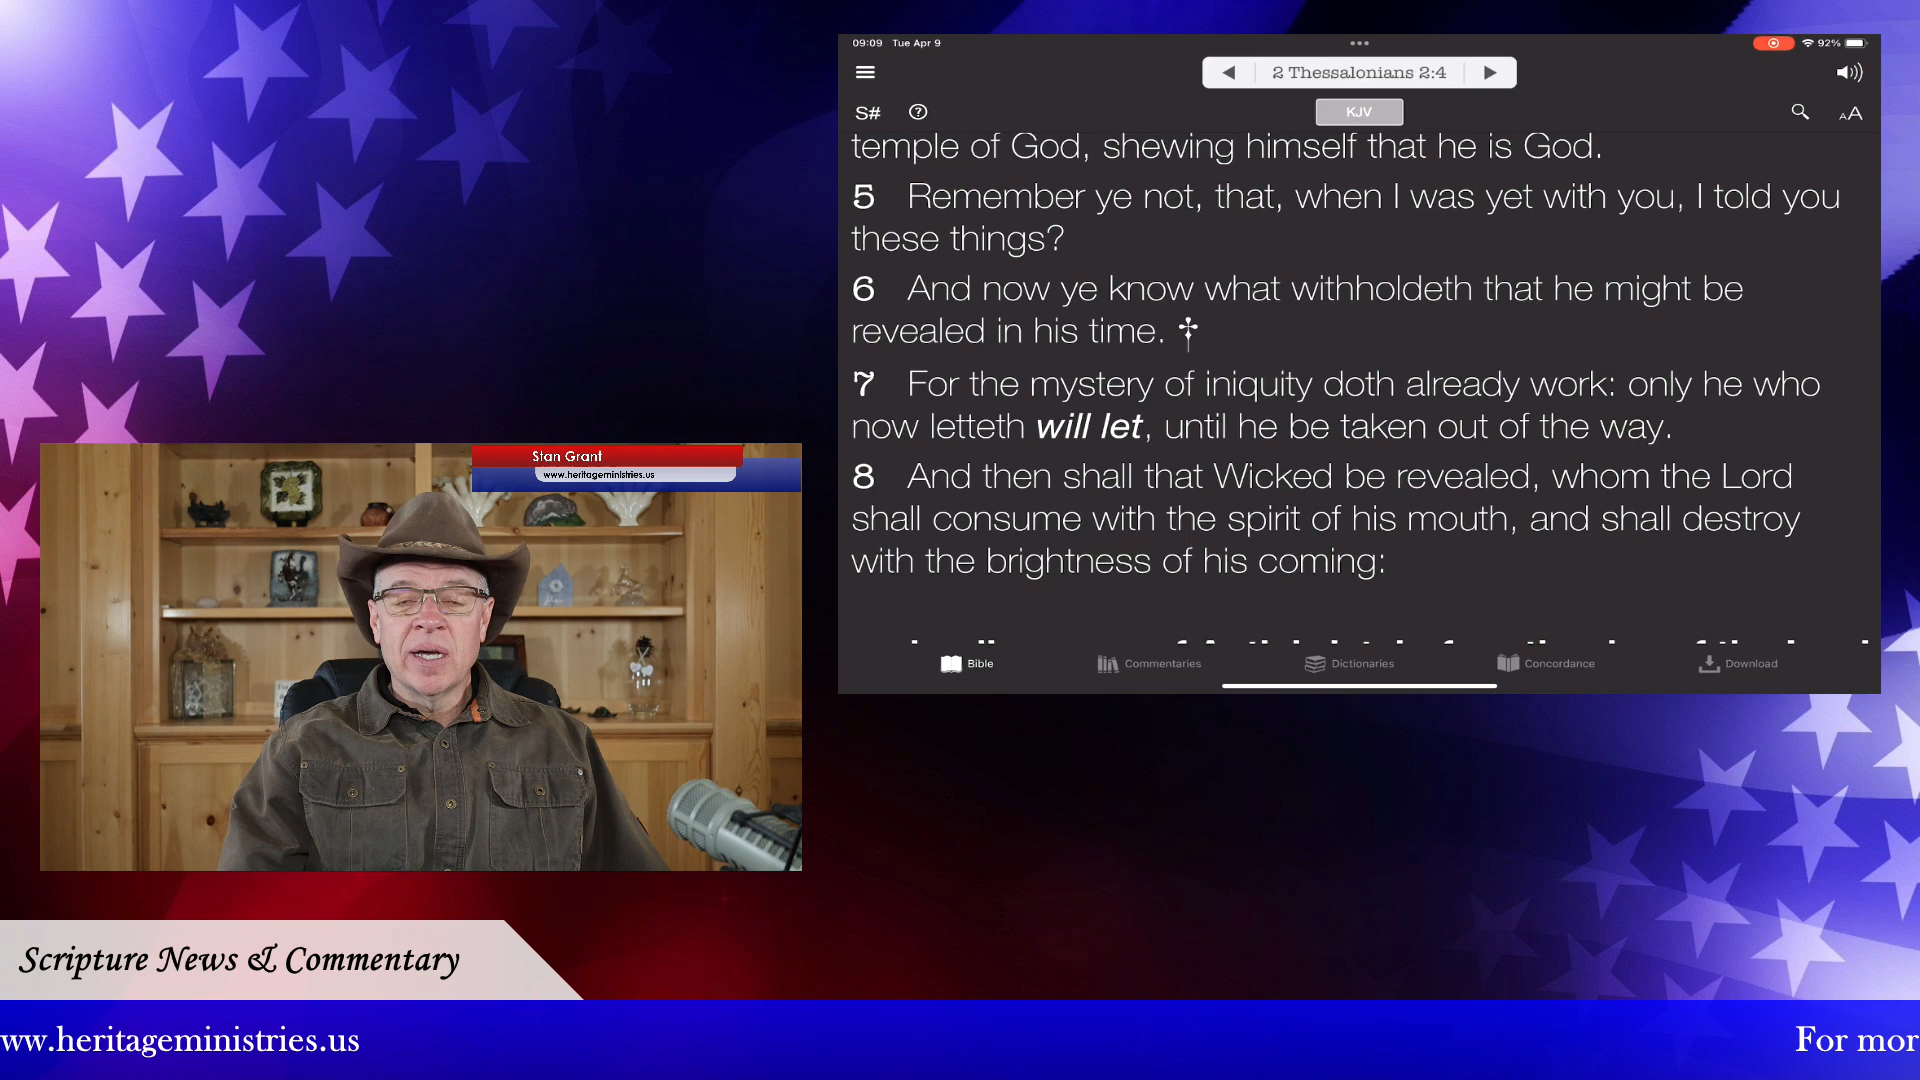 09:09 Tue Apr 9
92%
2 Thessalonians 2:4
S#
KJV
AA
temple of God, shewing himself that he is God.
5 Remember ye not, that, when I was yet with you, I told you
these things?
6 And now ye know what withholdeth that he might be
revealed in his time.
7 For the mystery of iniquity doth already work: only he who
now letteth will let, until he be taken out of the way.
8 And then shall that Wicked be revealed, whom the Lord
shall consume with the spirit of his mouth, and shall destroy
with the brightness of his coming:
Bible Commentaries Dictionaries Concordance Download
Stan Grant
www.heritageministries.us
Scripture News & Commentary
ww.heritageministries.us
For mor